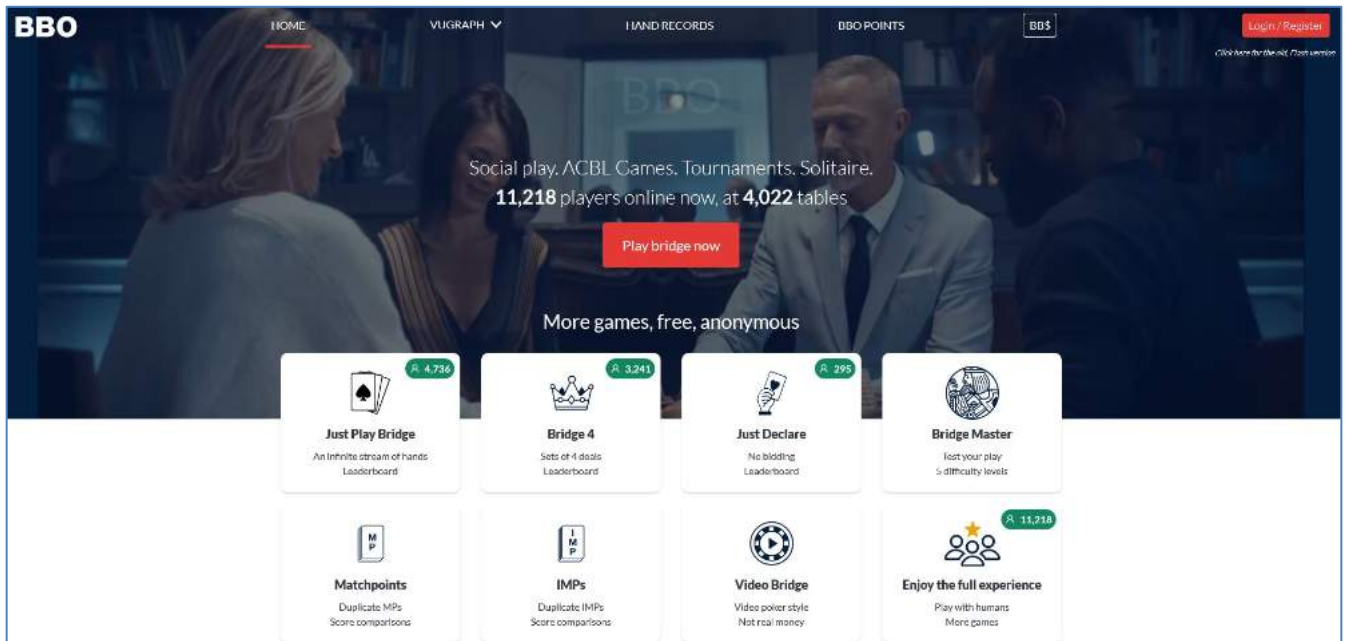 BBO
HOME
VUGRAPH
HAND RECORDS
BBO POINTS
BB$
Login / Register
Click here for the old, Flash version
BBO
Social play. ACBL Games. Tournaments. Solitaire.
11,218 players online now, at 4,022 tables
Play bridge now
More games, free, anonymous
4,736
Just Play Bridge
An infinite stream of hands
Leaderboard
3,241
Bridge 4
Sets of 4 deals
Leaderboard
295
Just Declare
No bidding
Leaderboard
Bridge Master
Test your play
5 difficulty levels
M
P
Matchpoints
Duplicate MPs
Score comparisons
I
M
P
IMPs
Duplicate IMPs
Score comparisons
Video Bridge
Video poker style
Not real money
11,218
Enjoy the full experience
Play with humans
More games